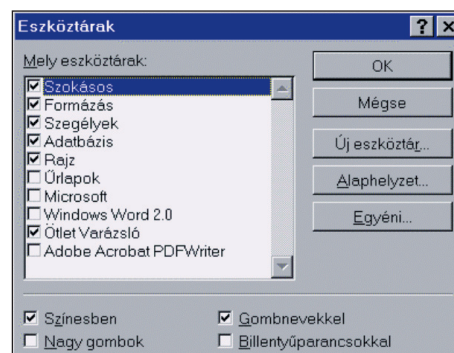 Eszköztárak
Mely eszköztárak:
Szokásos
Formázás
Szegélyek
Adatbázis
Rajz
Űrlapok
Microsoft
Windows Word 2.0
Ötlet Varázsló
Adobe Acrobat PDFWriter
OK
Mégse
Új eszköztár...
Alaphelyzet...
Egyéni...
Színesben
Gombnevekkel
Nagy gombok
Billentyűparancsokkal